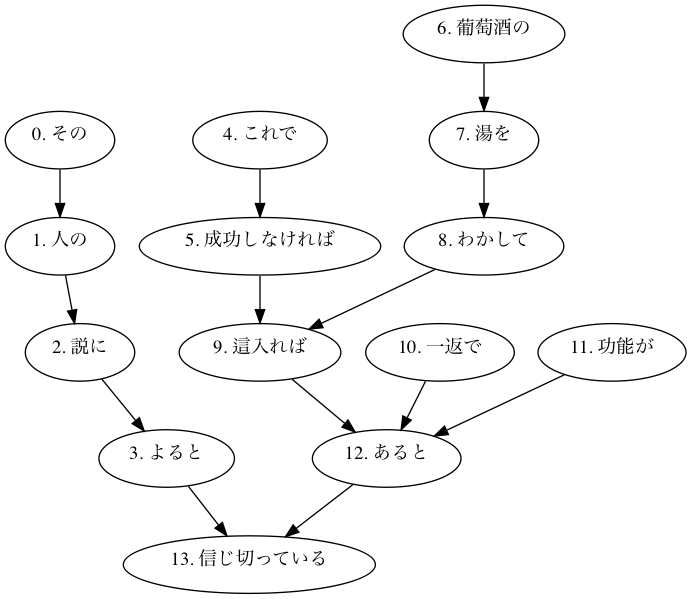 0. その
1. 人の
2. 説に
3. よると
4. これで
5. 成功しなければ
6. 葡萄酒の
7. 湯を
8. わかして
9. 這入れば
10. 一返で
11. 功能が
12. あると
13. 信じ切っている